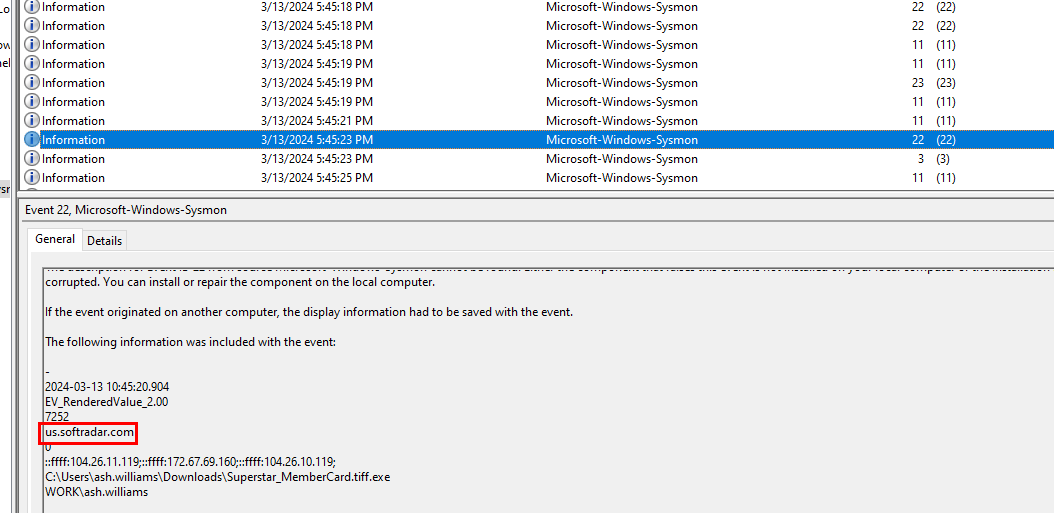 Information 3/13/2024 5:45:18 PM Microsoft-Windows-Sysmon 22 (22)
Information 3/13/2024 5:45:18 PM Microsoft-Windows-Sysmon 22 (22)
Information 3/13/2024 5:45:18 PM Microsoft-Windows-Sysmon 11 (11)
Information 3/13/2024 5:45:19 PM Microsoft-Windows-Sysmon 11 (11)
Information 3/13/2024 5:45:19 PM Microsoft-Windows-Sysmon 23 (23)
Information 3/13/2024 5:45:19 PM Microsoft-Windows-Sysmon 11 (11)
Information 3/13/2024 5:45:21 PM Microsoft-Windows-Sysmon 11 (11)
Information 3/13/2024 5:45:23 PM Microsoft-Windows-Sysmon 22 (22)
Information 3/13/2024 5:45:23 PM Microsoft-Windows-Sysmon 3 (3)
Information 3/13/2024 5:45:25 PM Microsoft-Windows-Sysmon 11 (11)
Event 22, Microsoft-Windows-Sysmon
General Details
corrupted. You can install or repair the component on the local computer.
If the event originated on another computer, the display information had to be saved with the event.
The following information was included with the event:
-
2024-03-13 10:45:20.904
EV_RenderedValue_2.00
7252
us.softradar.com
0
::ffff:104.26.11.119;::ffff:172.67.69.160;::ffff:104.26.10.119;
C:\Users\ash.williams\Downloads\Superstar_MemberCard.tiff.exe
WORK\ash.williams